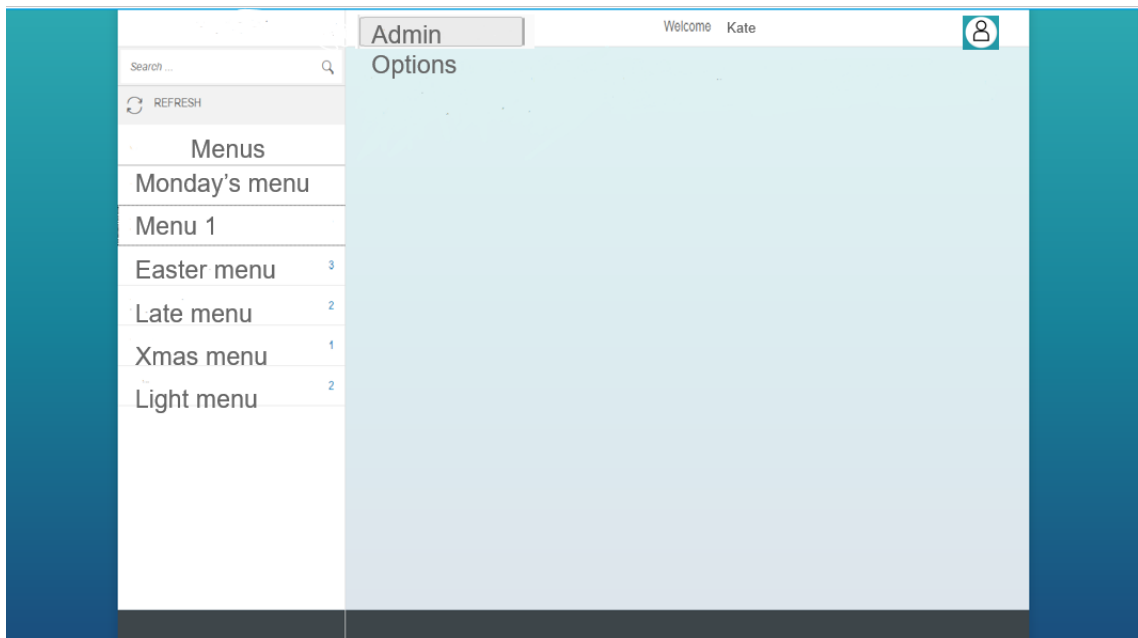 Admin
Options
Welcome Kate
Search ...
REFRESH
Menus
Monday's menu
Menu 1
Easter menu 3
Late menu 2
Xmas menu 1
Light menu 2